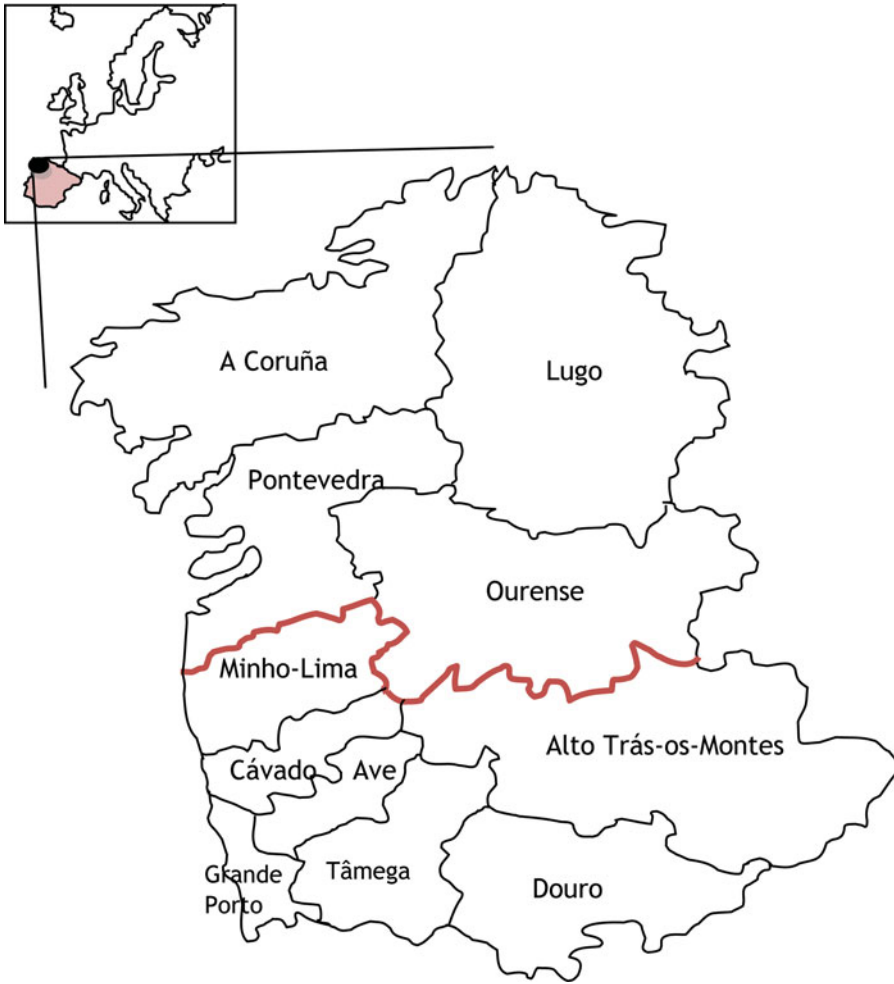 A Coruña
Lugo
Pontevedra
Ourense
Minho-Lima
Alto Trás-os-Montes
Cávado
Ave
Grande
Porto
Tâmega
Douro